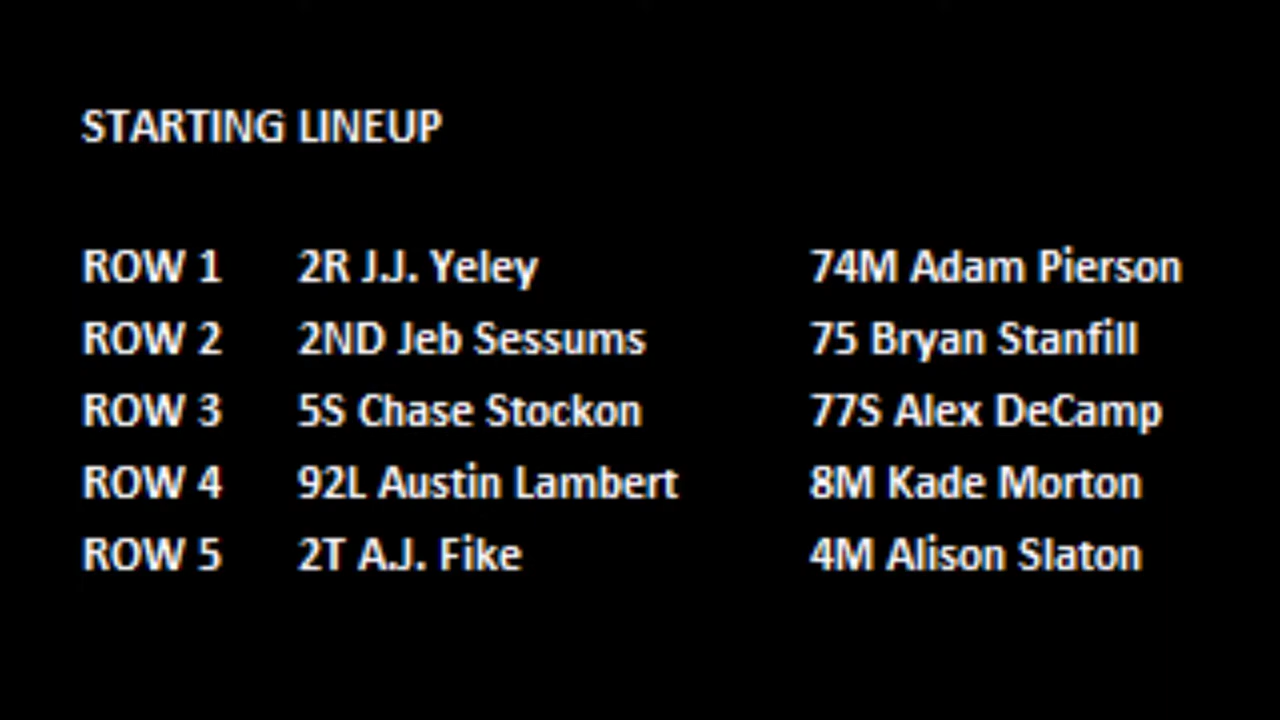 STARTING LINEUP
ROW 1 2R J.J. Yeley 74M Adam Pierson
ROW 2 2ND Jeb Sessums 75 Bryan Stanfill
ROW 3 5S Chase Stockon 77S Alex DeCamp
ROW 4 92L Austin Lambert 8M Kade Morton
ROW 5 2T A.J. Fike 4M Alison Slaton